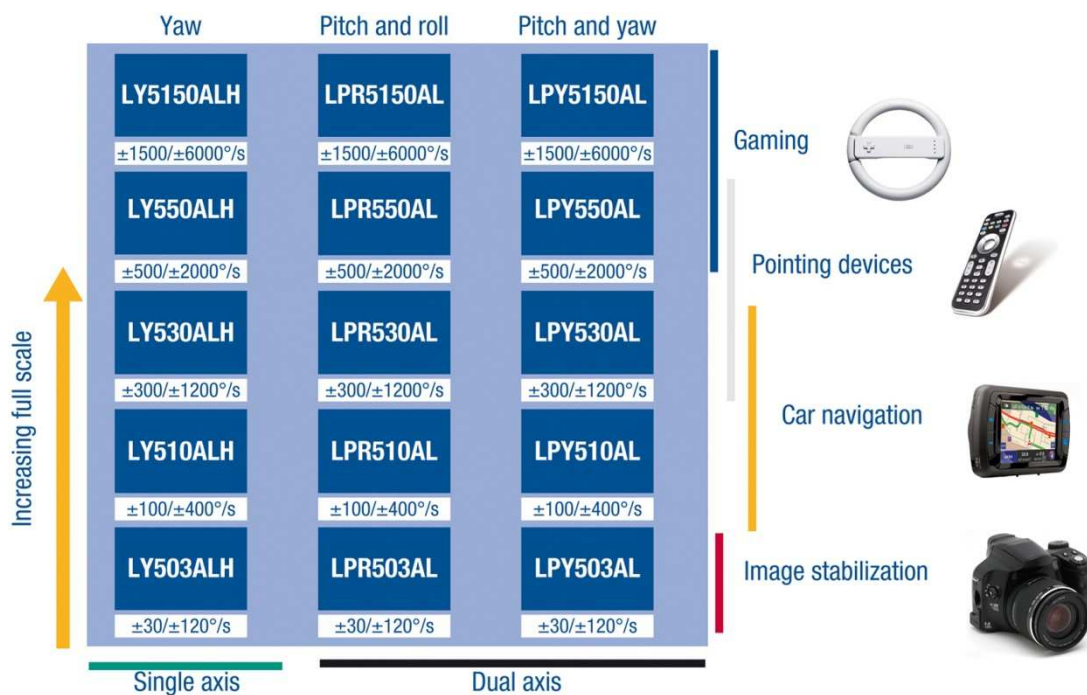 Yaw
Pitch and roll
Pitch and yaw
LY5150ALH
LPR5150AL
LPY5150AL
±1500/±6000°/s
±1500/±6000°/s
±1500/±6000°/s
Gaming
LY550ALH
LPR550AL
LPY550AL
±500/±2000°/s
±500/±2000°/s
±500/±2000°/s
Pointing devices
LY530ALH
LPR530AL
LPY530AL
±300/±1200°/s
±300/±1200°/s
±300/±1200°/s
Car navigation
LY510ALH
LPR510AL
LPY510AL
±100/±400°/s
±100/±400°/s
±100/±400°/s
LY503ALH
LPR503AL
LPY503AL
Image stabilization
±30/±120°/s
±30/±120°/s
±30/±120°/s
Increasing full scale
Single axis
Dual axis